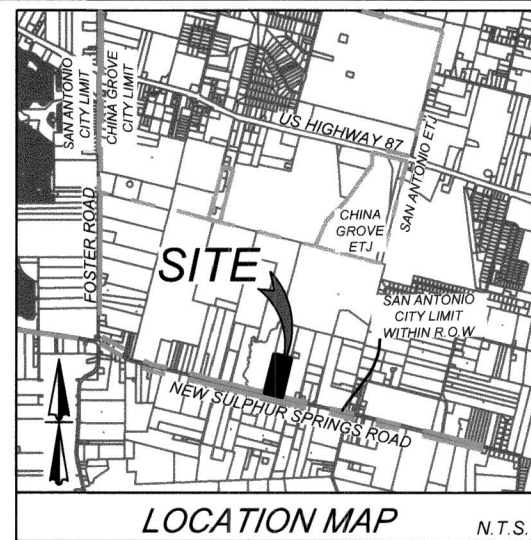 SAN ANTONIO
CITY LIMIT
CHINA GROVE
CITY LIMIT
US HIGHWAY 87
SAN ANTONIO ETJ
CHINA
GROVE
ETJ
FOSTER ROAD
SITE
SAN ANTONIO
CITY LIMIT
WITHIN R.O.W
NEW SULPHUR SPRINGS ROAD
LOCATION MAP
N.T.S.